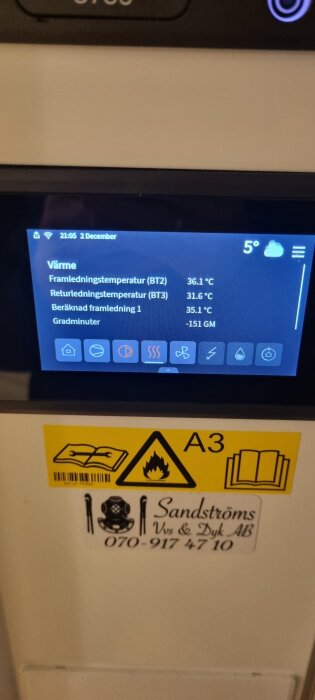 21:05 2 December
5°
Värme
Framledningstemperatur (BT2) 36.1 °C
Returledningstemperatur (BT3) 31.6 °C
Beräknad framledning 1 35.1 °C
Gradminuter -151 GM
A3
Sandströms
Vvs & Dyk AB
070-917 47 10